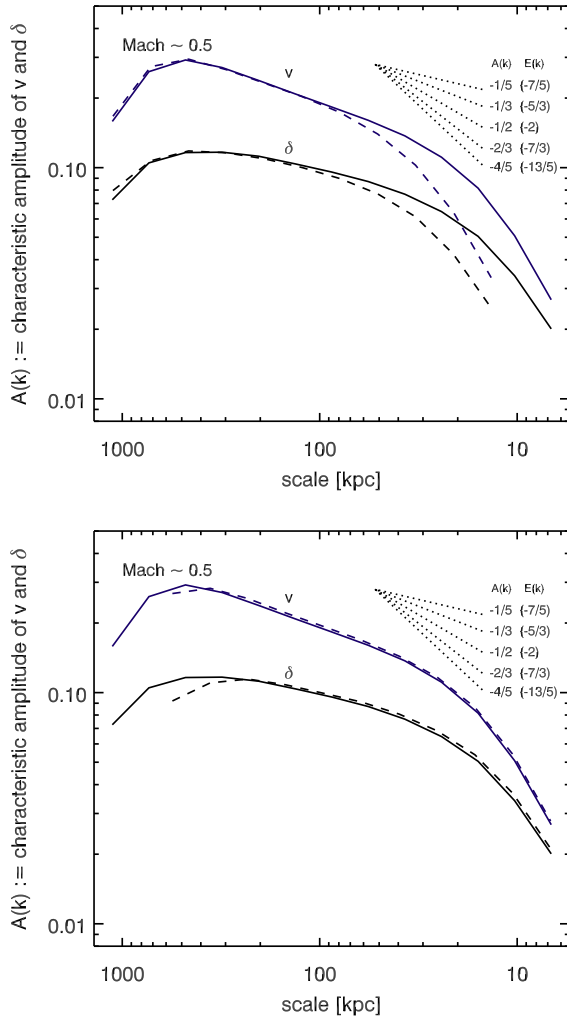 Mach ~ 0.5
v
δ
A(k) E(k)
-1/5 (-7/5)
-1/3 (-5/3)
-1/2 (-2)
-2/3 (-7/3)
-4/5 (-13/5)
0.10
0.01
A(k) := characteristic amplitude of v and δ
1000 100 10
scale [kpc]
Mach ~ 0.5
v
δ
A(k) E(k)
-1/5 (-7/5)
-1/3 (-5/3)
-1/2 (-2)
-2/3 (-7/3)
-4/5 (-13/5)
0.10
0.01
A(k) := characteristic amplitude of v and δ
1000 100 10
scale [kpc]